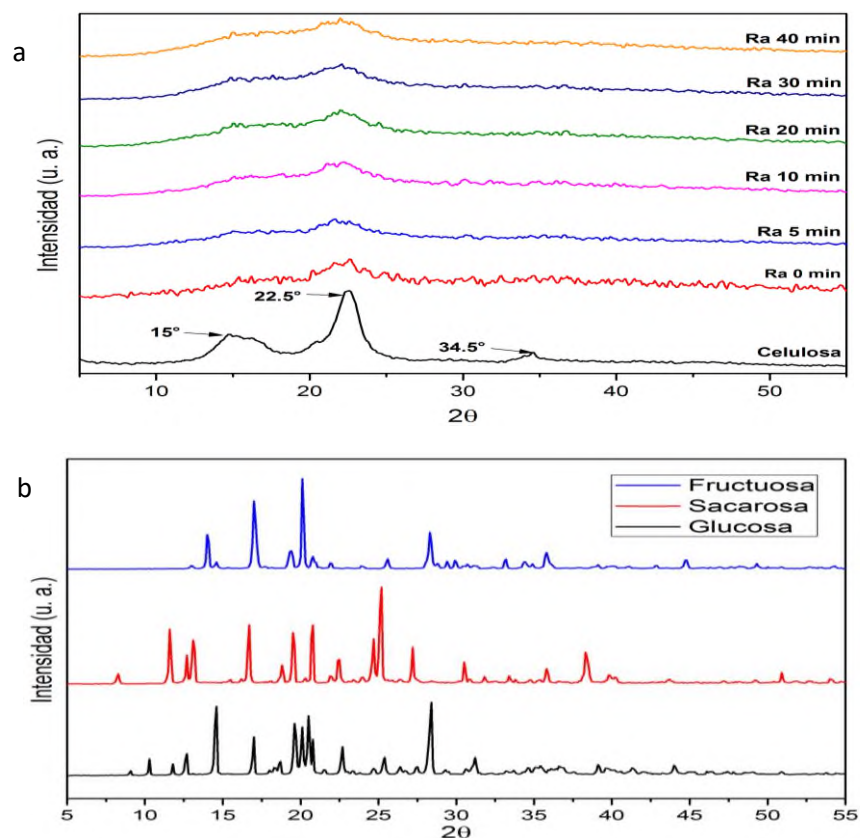 a
Intensidad (u. a.)
Ra 40 min
Ra 30 min
Ra 20 min
Ra 10 min
Ra 5 min
Ra 0 min
22.5°
15°
34.5°
Celulosa
10 20 30 40 50
2θ
b
Intensidad (u. a.)
Fructuosa
Sacarosa
Glucosa
5 10 15 20 25 30 35 40 45 50 55
2θ